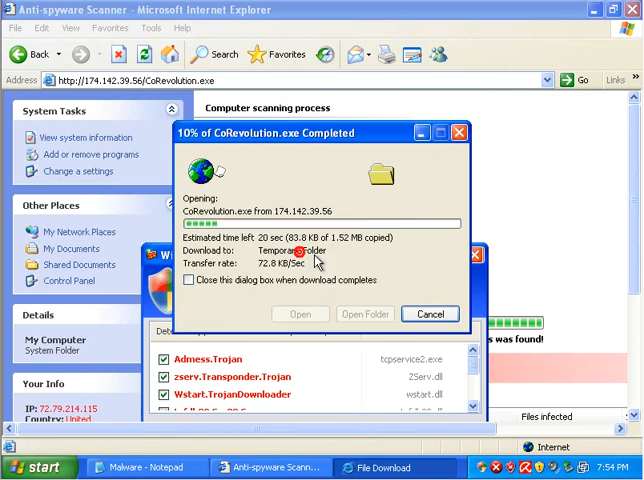 Anti-spyware Scanner - Microsoft Internet Explorer
File Edit View Favorites Tools Help
Back Search Favorites
Address http://174.142.39.56/CoRevolution.exe Go Links
System Tasks
View system information
Add or remove programs
Change a settings
Other Places
My Network Places
My Documents
Shared Documents
Control Panel
Details
My Computer
System Folder
Your Info
IP: 72.79.214.115
Country: United
Computer scanning process
10% of CoRevolution.exe Completed
Opening:
CoRevolution.exe from 174.142.39.56
Estimated time left 20 sec (83.8 KB of 1.52 MB copied)
Download to: Temporary Folder
Transfer rate: 72.8 KB/Sec
Close this dialog box when download completes
Open Open Folder Cancel
Admess.Trojan tcpservice2.exe
zserv.Transponder.Trojan ZServ.dll
Wstart.TrojanDownloader wstart.dll
s was found!
Files infected
Internet
start Malware - Notepad Anti-spyware Scann... File Download 7:54 PM